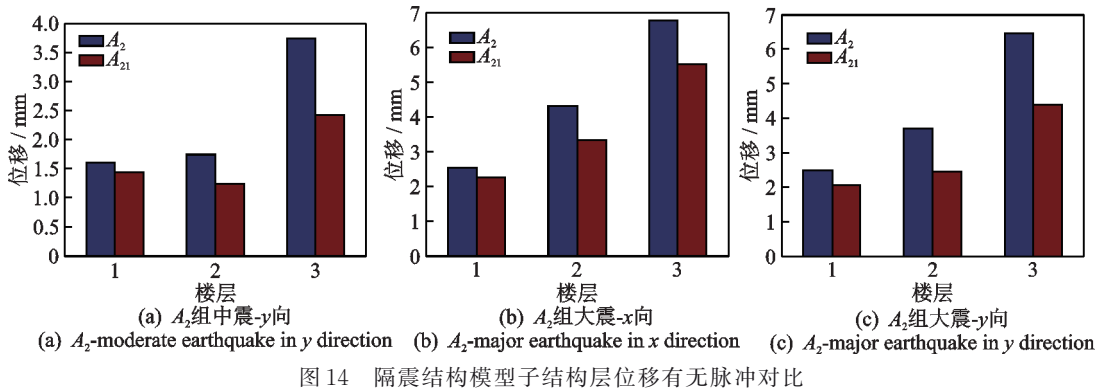 4.0
3.5
3.0
2.5
2.0
1.5
1.0
0.5
0
位移 / mm
A₂
A₂₁
1 2 3
楼层
(a) A₂组中震-y向
(a) A₂-moderate earthquake in y direction
7
6
5
4
3
2
1
0
位移 / mm
A₂
A₂₁
1 2 3
楼层
(b) A₂组大震-x向
(b) A₂-major earthquake in x direction
7
6
5
4
3
2
1
0
位移 / mm
A₂
A₂₁
1 2 3
楼层
(c) A₂组大震-y向
(c) A₂-major earthquake in y direction
图 14 隔震结构模型子结构层位移有无脉冲对比